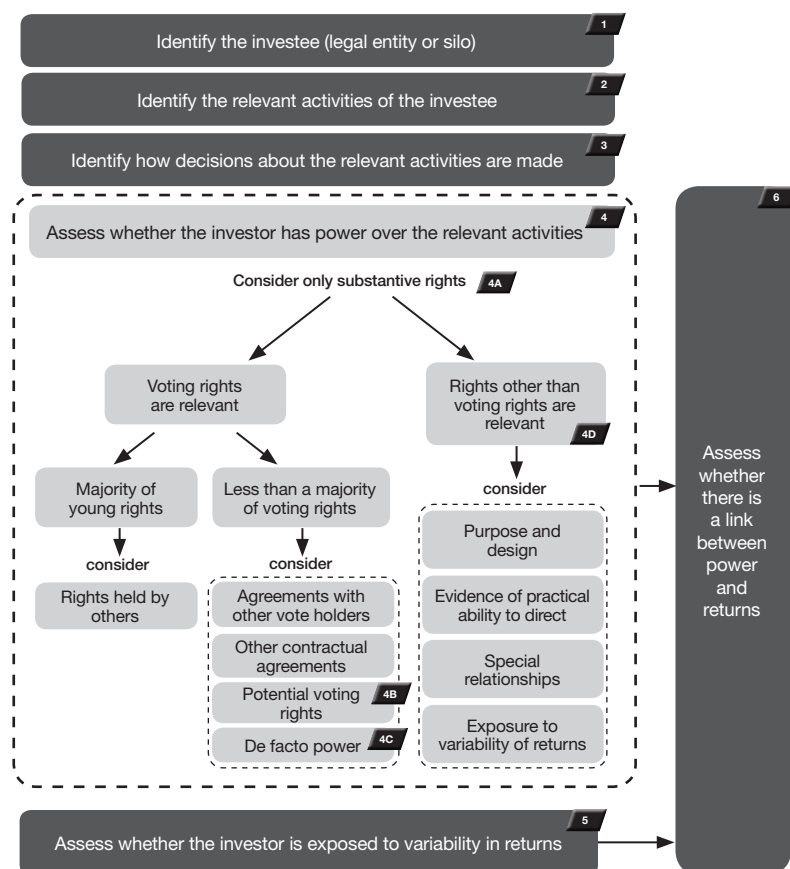 1
Identify the investee (legal entity or silo)
2
Identify the relevant activities of the investee
3
Identify how decisions about the relevant activities are made
4
Assess whether the investor has power over the relevant activities
Consider only substantive rights 4A
Voting rights
are relevant
Rights other than
voting rights are
relevant
4D
Majority of
young rights
Less than a majority
of voting rights
consider
consider
consider
Rights held by
others
Agreements with
other vote holders
Other contractual
agreements
Potential voting
rights
4B
De facto power
4C
Purpose and
design
Evidence of practical
ability to direct
Special
relationships
Exposure to
variability of returns
5
Assess whether the investor is exposed to variability in returns
6
Assess
whether
there is
a link
between
power
and
returns